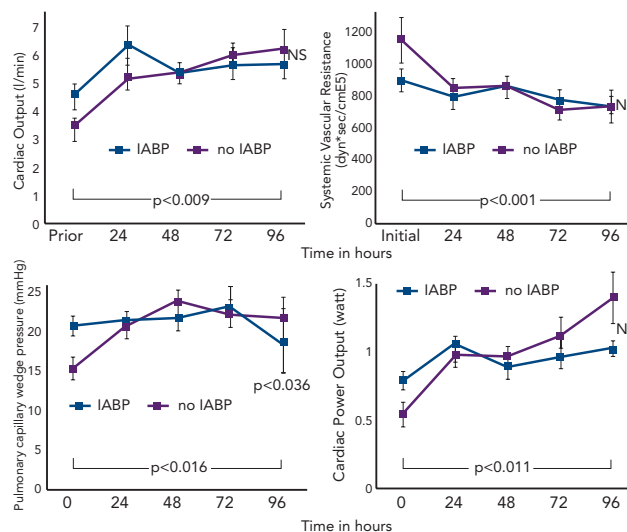 Cardiac Output (l/min)
7
6
5
4
3
2
1
0
NS
IABP no IABP
p<0.009
Prior 24 48 72 96
Systemic Vascular Resistance
(dyn*sec/cmE5)
1200
1000
800
600
400
200
0
N
IABP no IABP
p<0.001
Initial 24 48 72 96
Time in hours
Pulmonary capillary wedge pressure (mmHg)
25
20
15
10
5
0
p<0.036
IABP no IABP
p<0.016
0 24 48 72 96
Cardiac Power Output (watt)
1.5
1
0.5
0
IABP no IABP
N
p<0.011
0 24 48 72 96
Time in hours